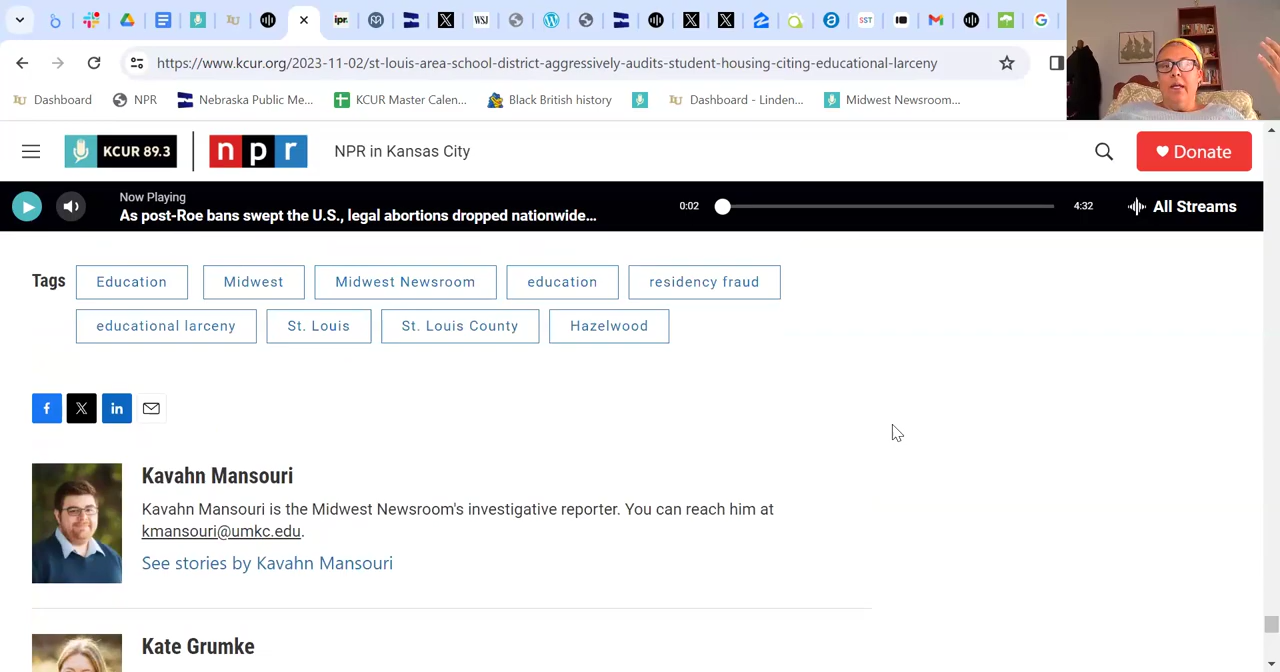 ipr.
WSJ
SST
https://www.kcur.org/2023-11-02/st-louis-area-school-district-aggressively-audits-student-housing-citing-educational-larceny
Dashboard
NPR
Nebraska Public Me...
KCUR Master Calen...
Black British history
Dashboard - Linden...
Midwest Newsroom...
KCUR 89.3
npr
NPR in Kansas City
Donate
Now Playing
As post-Roe bans swept the U.S., legal abortions dropped nationwide...
0:02
4:32
All Streams
Tags
Education
Midwest
Midwest Newsroom
education
residency fraud
educational larceny
St. Louis
St. Louis County
Hazelwood
Kavahn Mansouri
Kavahn Mansouri is the Midwest Newsroom's investigative reporter. You can reach him at
kmansouri@umkc.edu.
See stories by Kavahn Mansouri
Kate Grumke